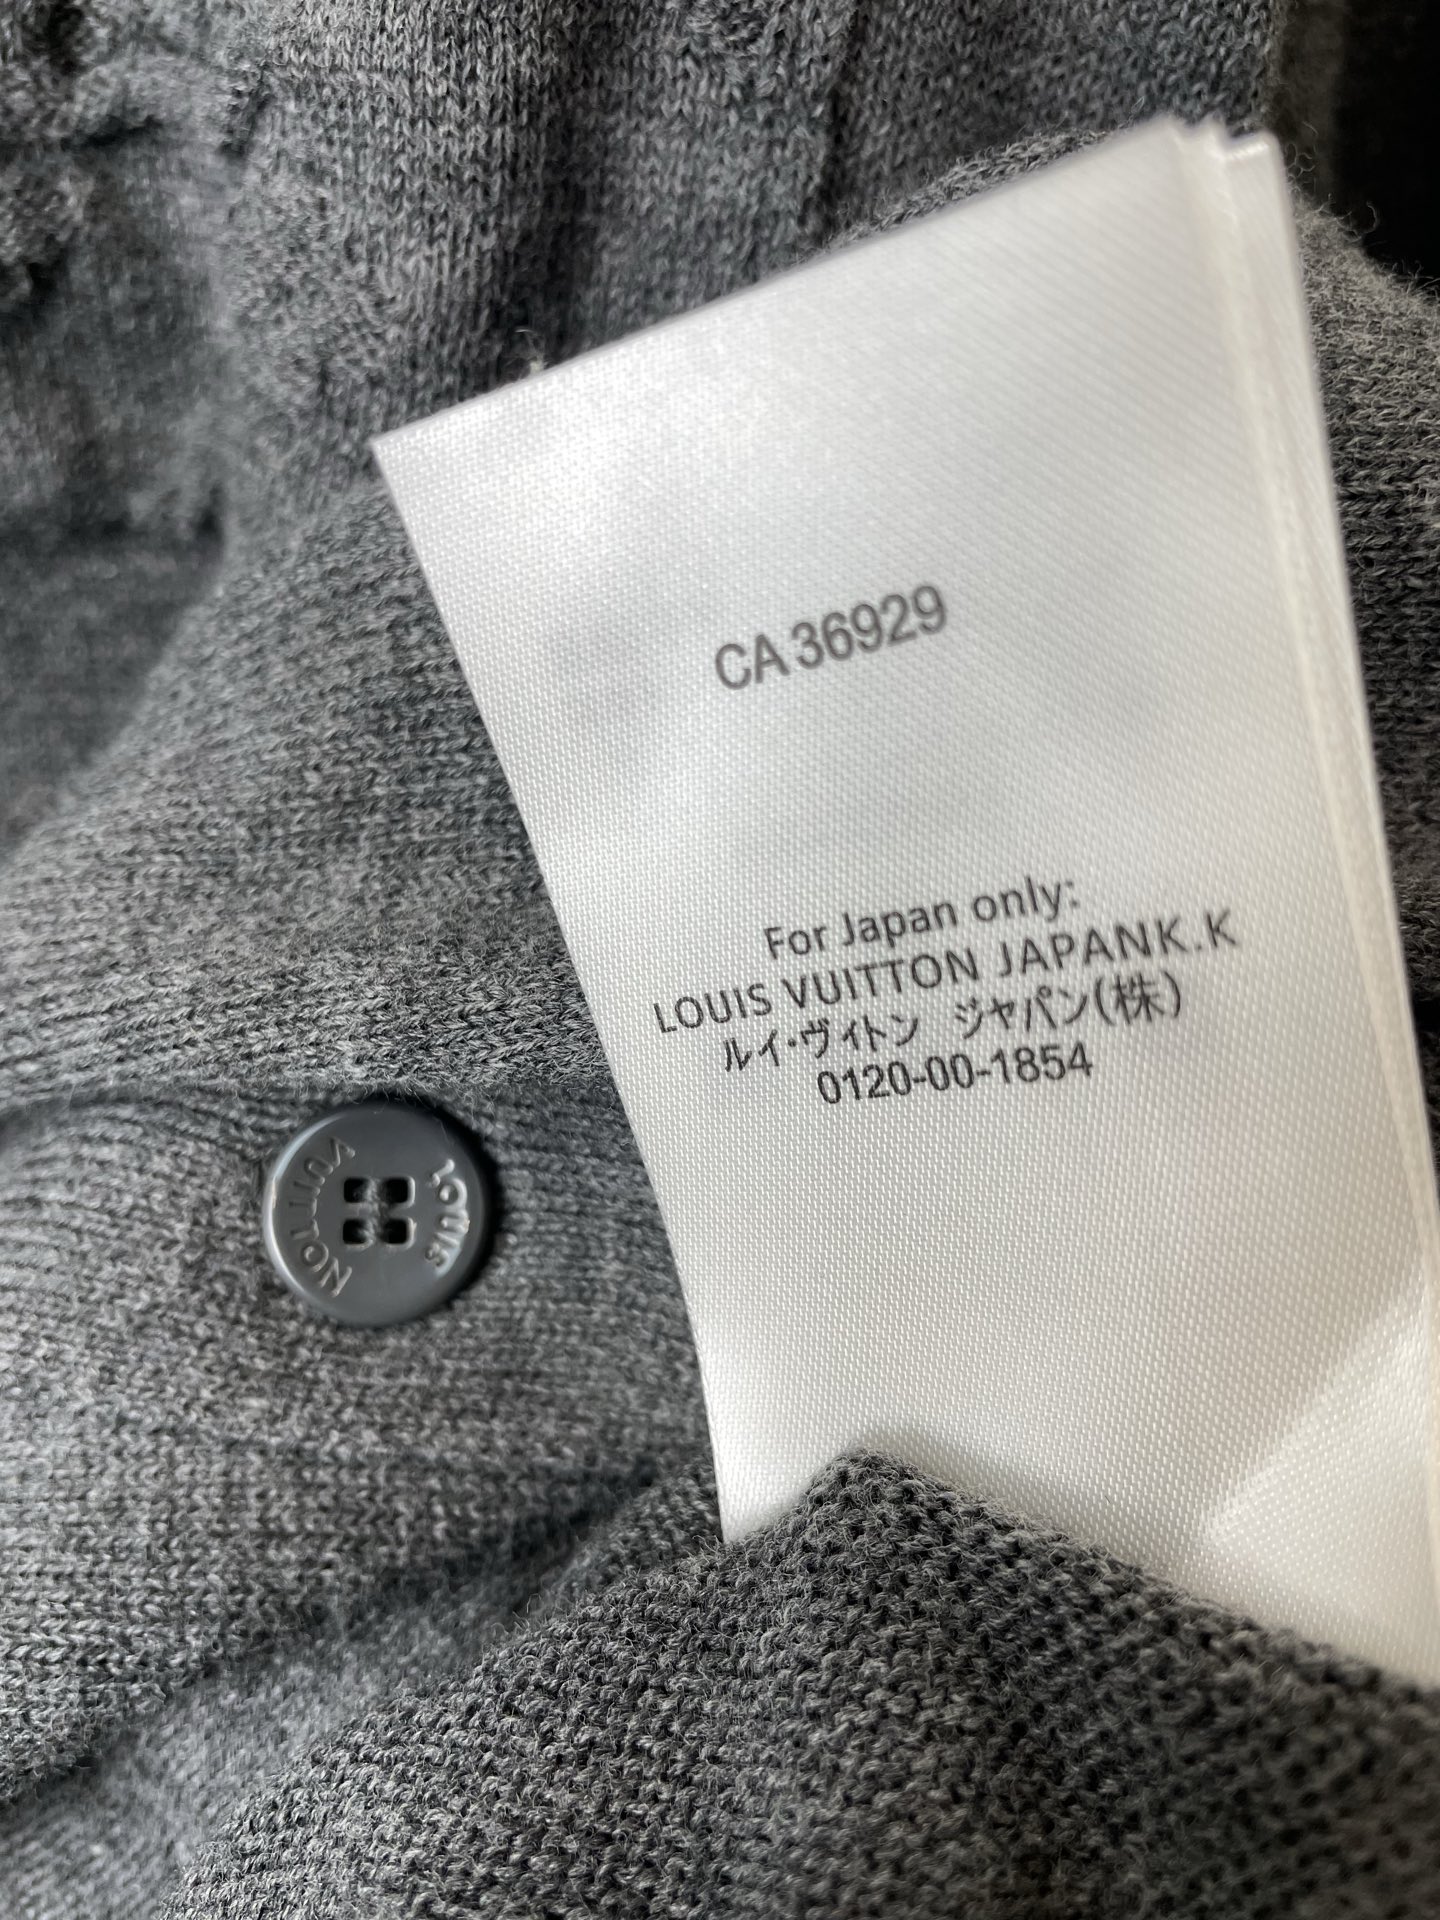 CA 36929
For Japan only:
LOUIS VUITTON JAPANK.K
ルイ・ヴィトン ジャパン(株)
0120-00-1854
LOUIS
VUITTON